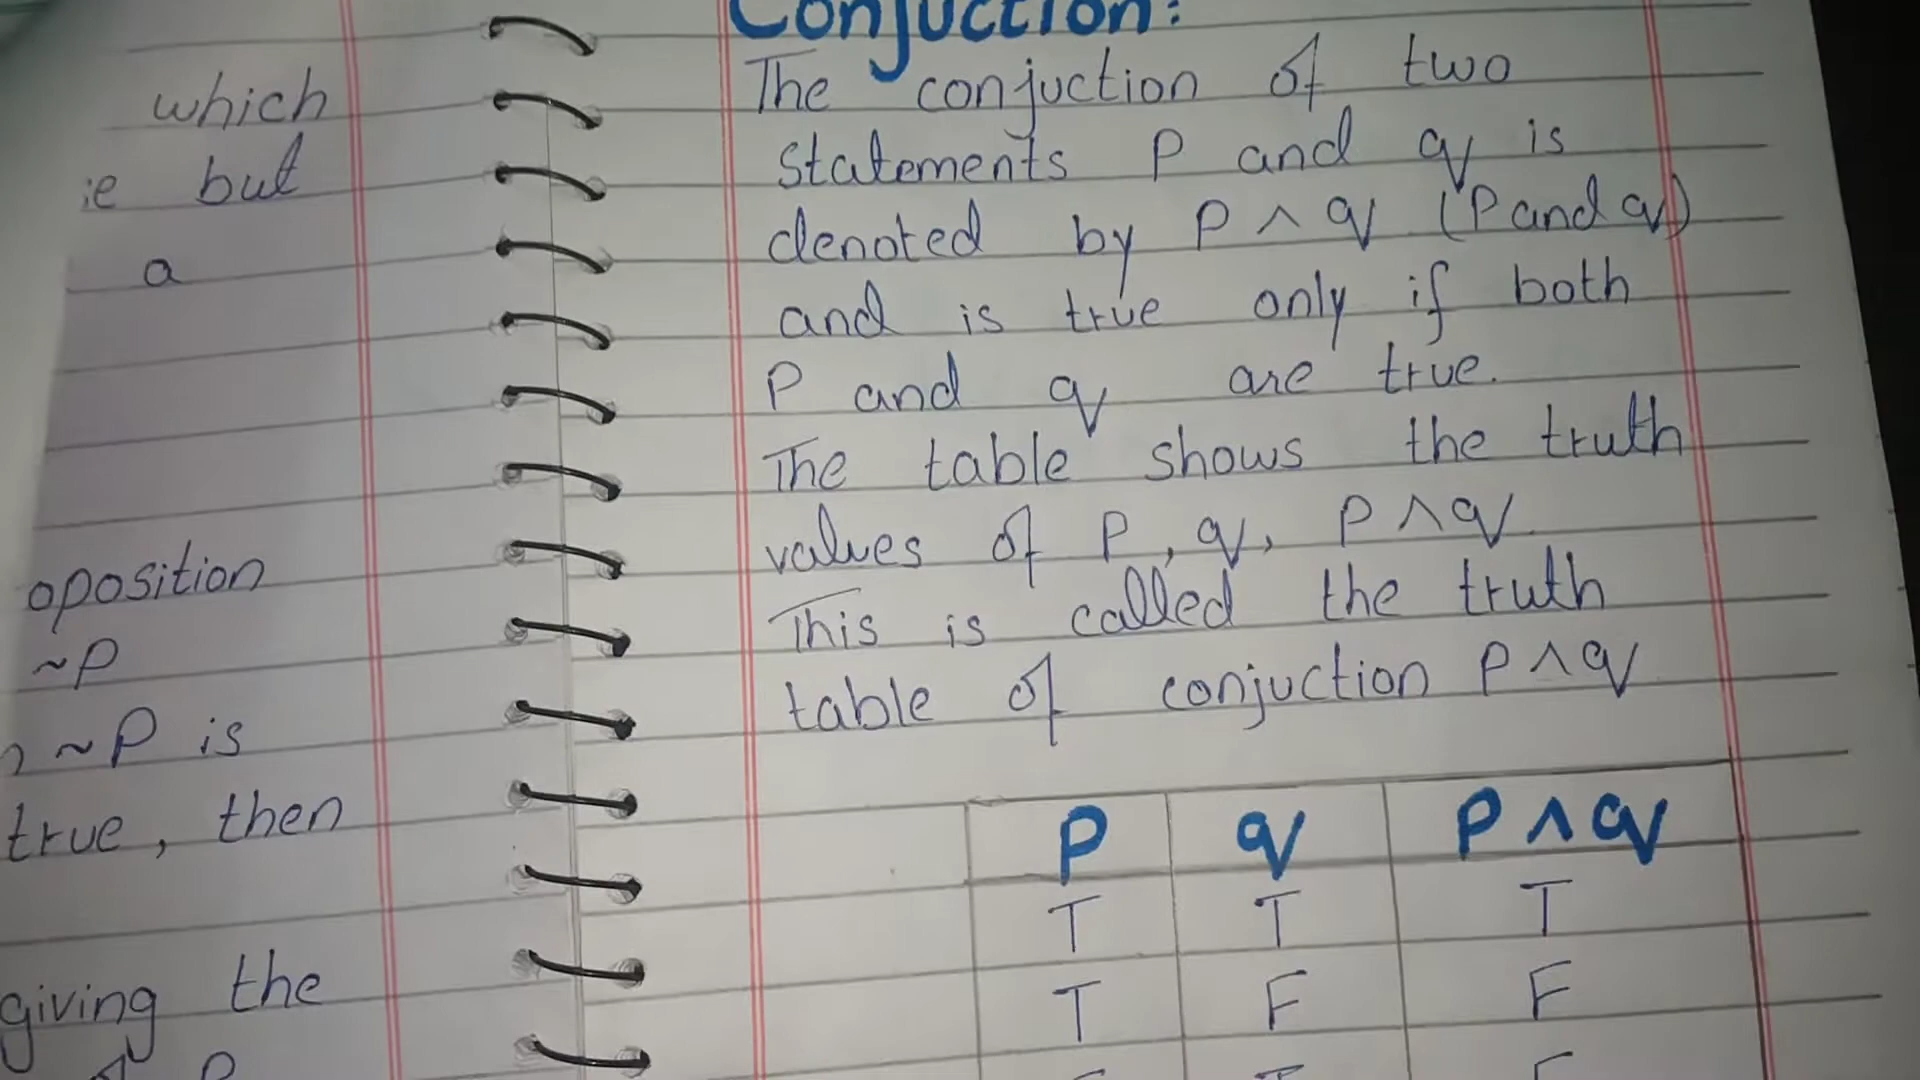 which
but
a
oposition
~P
~P is
true, then
giving the
P
Conjuction:
The conjuction of two
statements P and q is
denoted by P ∧ q (P and q)
and is true only if both
P and q are true.
The table shows the truth
values of P, q, P ∧ q.
This is called the truth
table of conjuction P ∧ q
P q P ∧ q
T T T
T F F